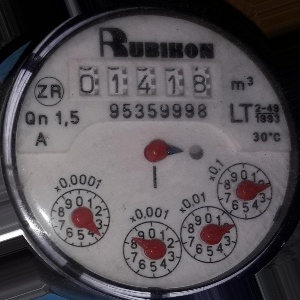 RUBIKON
01418 m³
ZR 95359998 LT 2-49 1993
Qn 1,5
A 30°C
x0,0001 x0,001 x0,01 x0,1